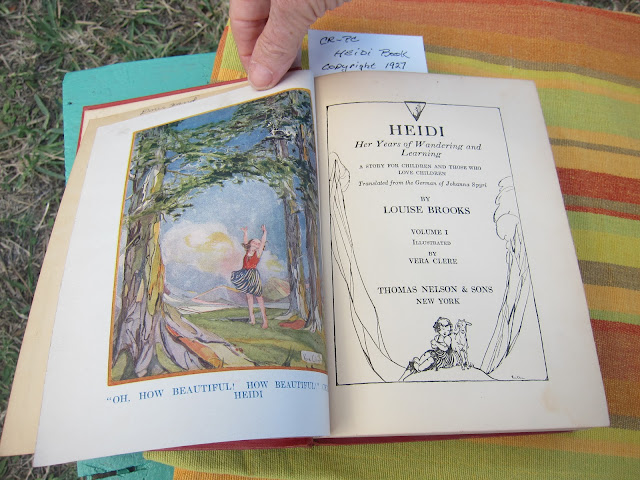 CR-PC
Heidi Book
Copyright 1927
"OH, HOW BEAUTIFUL! HOW BEAUTIFUL!"
HEIDI
HEIDI
Her Years of Wandering and
Learning
A STORY FOR CHILDREN AND THOSE WHO
LOVE CHILDREN
Translated from the German of Johanna Spyri
BY
LOUISE BROOKS
VOLUME I
ILLUSTRATED
BY
VERA CLERE
THOMAS NELSON & SONS
NEW YORK